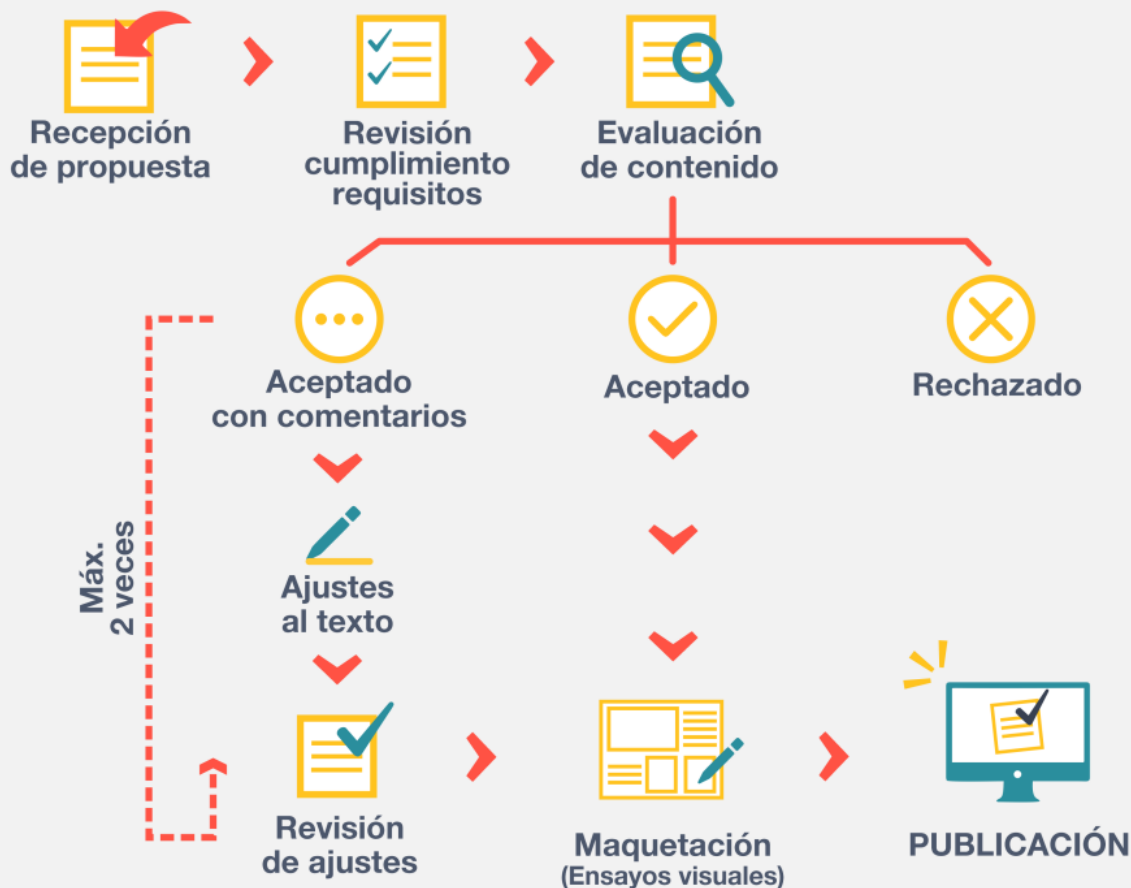 Recepción
de propuesta
Revisión
cumplimiento
requisitos
Evaluación
de contenido
Aceptado
con comentarios
Aceptado
Rechazado
Máx.
2 veces
Ajustes
al texto
Revisión
de ajustes
Maquetación
(Ensayos visuales)
PUBLICACIÓN